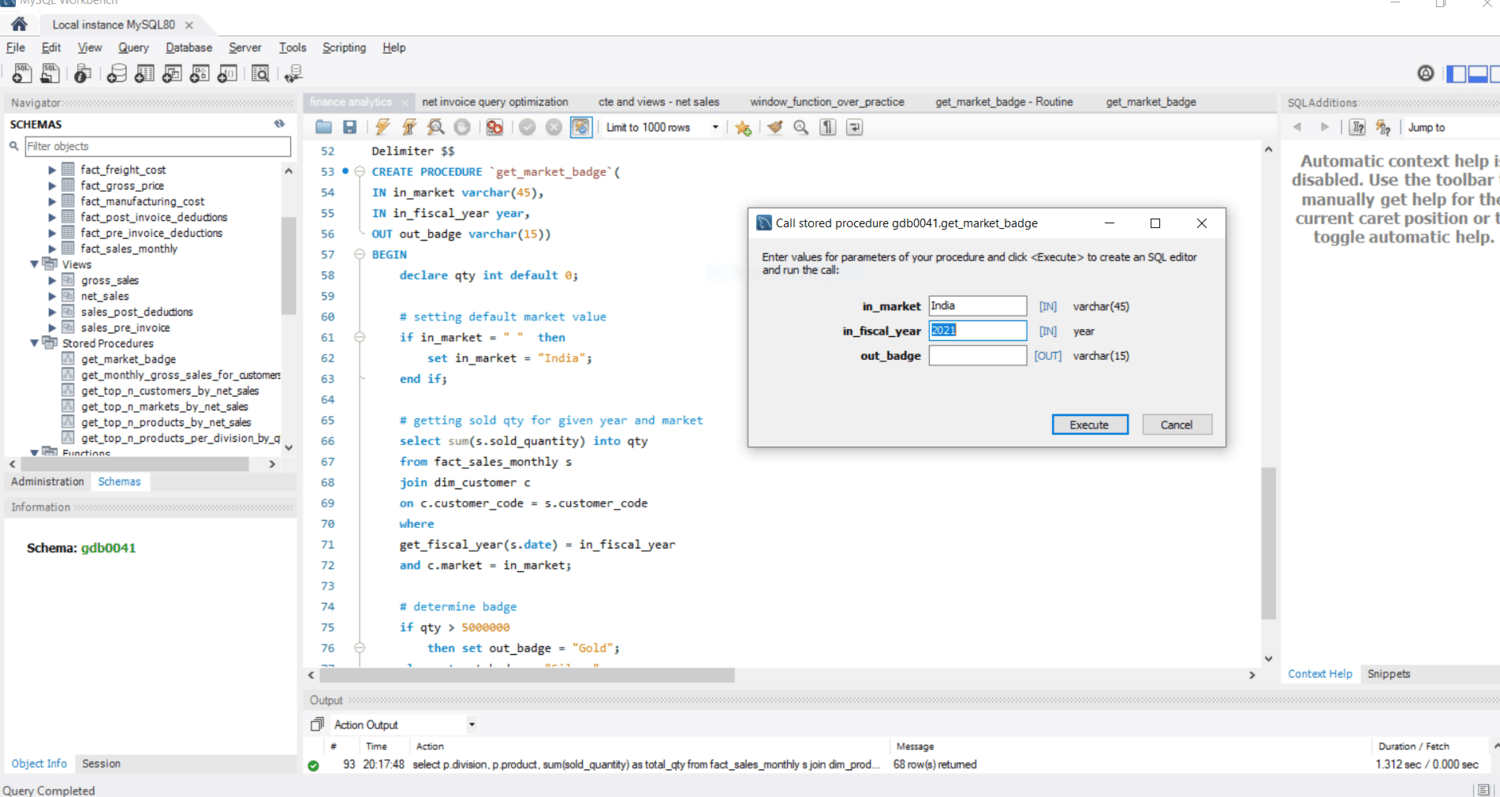 MySQL Workbench
Local instance MySQL80
File Edit View Query Database Server Tools Scripting Help
Navigator
SCHEMAS
Filter objects
fact_freight_cost
fact_gross_price
fact_manufacturing_cost
fact_post_invoice_deductions
fact_pre_invoice_deductions
fact_sales_monthly
Views
gross_sales
net_sales
sales_post_deductions
sales_pre_invoice
Stored Procedures
get_market_badge
get_monthly_gross_sales_for_customers
get_top_n_customers_by_net_sales
get_top_n_markets_by_net_sales
get_top_n_products_by_net_sales
get_top_n_products_per_division_by_q
Functions
Administration Schemas
Information
Schema: gdb0041
Object Info Session
Query Completed
finance analytics net invoice query optimization cte and views - net sales window_function_over_practice get_market_badge - Routine get_market_badge
Limit to 1000 rows
52 Delimiter $$
53 CREATE PROCEDURE `get_market_badge`(
54 IN in_market varchar(45),
55 IN in_fiscal_year year,
56 OUT out_badge varchar(15))
57 BEGIN
58 declare qty int default 0;
59
60 # setting default market value
61 if in_market = " " then
62 set in_market = "India";
63 end if;
64
65 # getting sold qty for given year and market
66 select sum(s.sold_quantity) into qty
67 from fact_sales_monthly s
68 join dim_customer c
69 on c.customer_code = s.customer_code
70 where
71 get_fiscal_year(s.date) = in_fiscal_year
72 and c.market = in_market;
73
74 # determine badge
75 if qty > 5000000
76 then set out_badge = "Gold";
Call stored procedure gdb0041.get_market_badge
Enter values for parameters of your procedure and click <Execute> to create an SQL editor
and run the call:
in_market India [IN] varchar(45)
in_fiscal_year 2021 [IN] year
out_badge [OUT] varchar(15)
Execute Cancel
SQLAdditions
Jump to
Automatic context help is
disabled. Use the toolbar
manually get help for the
current caret position or t
toggle automatic help.
Context Help Snippets
Output
Action Output
# Time Action Message Duration / Fetch
93 20:17:48 select p.division, p.product, sum(sold_quantity) as total_qty from fact_sales_monthly s join dim_prod... 68 row(s) returned 1.312 sec / 0.000 sec